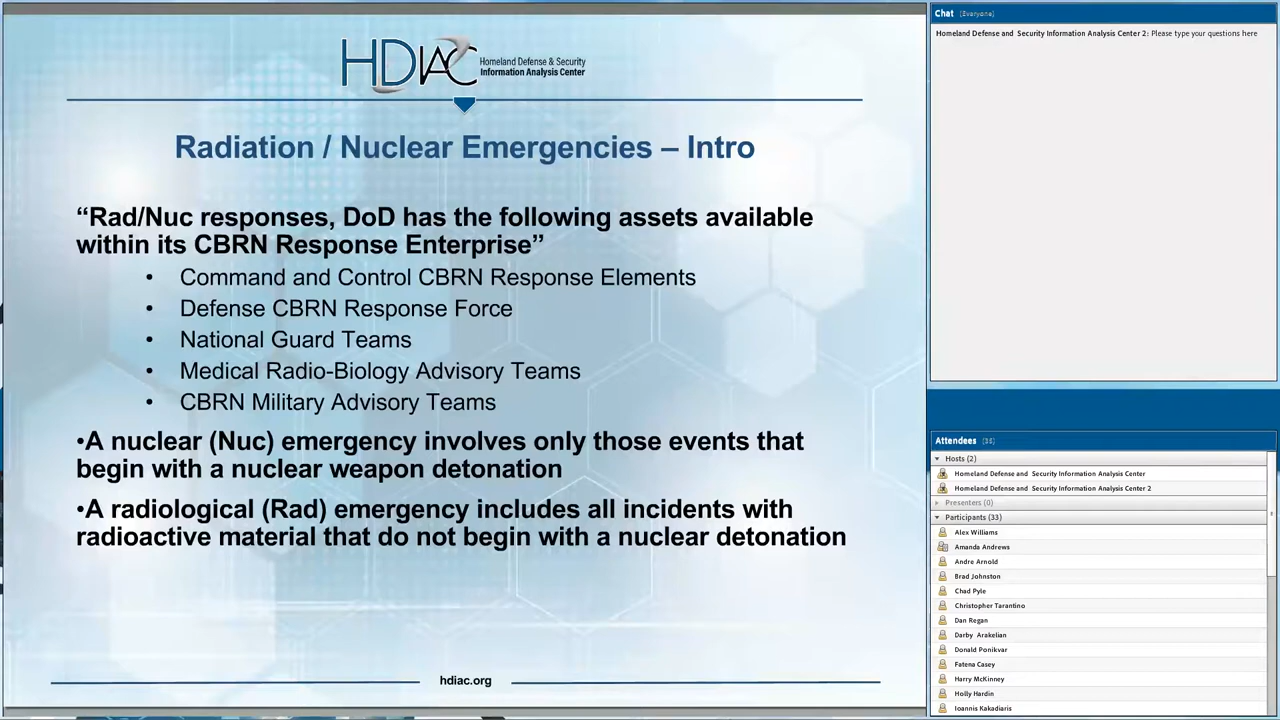 HDIAC Homeland Defense & Security
Information Analysis Center
Radiation / Nuclear Emergencies – Intro
“Rad/Nuc responses, DoD has the following assets available
within its CBRN Response Enterprise”
• Command and Control CBRN Response Elements
• Defense CBRN Response Force
• National Guard Teams
• Medical Radio-Biology Advisory Teams
• CBRN Military Advisory Teams
•A nuclear (Nuc) emergency involves only those events that
begin with a nuclear weapon detonation
•A radiological (Rad) emergency includes all incidents with
radioactive material that do not begin with a nuclear detonation
hdiac.org
Chat (Everyone)
Homeland Defense and Security Information Analysis Center 2: Please type your questions here
Attendees (35)
Hosts (2)
Homeland Defense and Security Information Analysis Center
Homeland Defense and Security Information Analysis Center 2
Presenters (0)
Participants (33)
Alex Williams
Amanda Andrews
Andre Arnold
Brad Johnston
Chad Pyle
Christopher Tarantino
Dan Regan
Darby Arakelian
Donald Ponikvar
Fatena Casey
Harry McKinney
Holly Hardin
Ioannis Kakadiaris